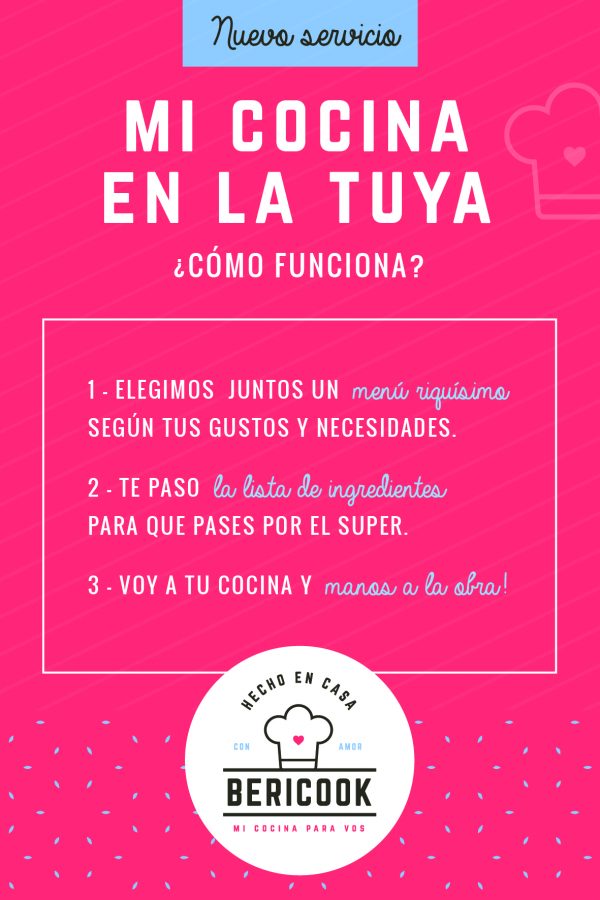 Nuevo servicio
MI COCINA
EN LA TUYA
¿CÓMO FUNCIONA?
1 - ELEGIMOS JUNTOS UN menú riquísimo
SEGÚN TUS GUSTOS Y NECESIDADES.
2 - TE PASO la lista de ingredientes
PARA QUE PASES POR EL SUPER.
3 - VOY A TU COCINA Y manos a la obra!
HECHO EN CASA
CON AMOR
BERICOOK
MI COCINA PARA VOS